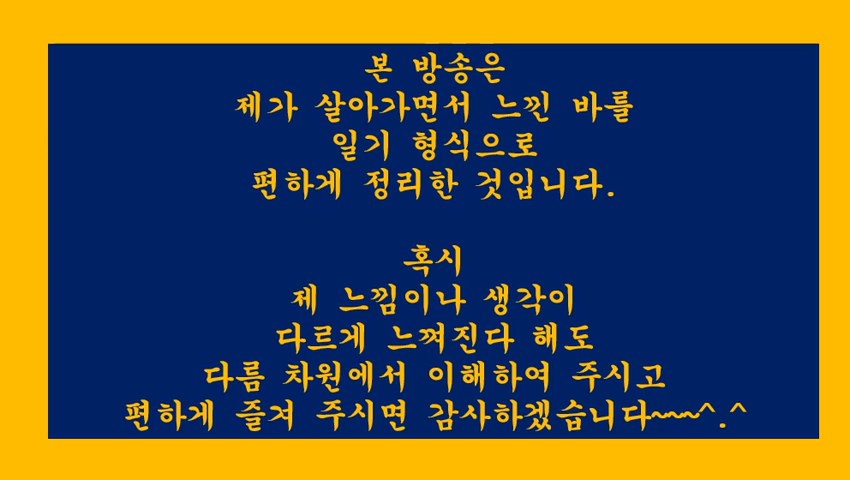 본 방송은
제가 살아가면서 느낀 바를
일기 형식으로
편하게 정리한 것입니다.
혹시
제 느낌이나 생각이
다르게 느껴진다 해도
다름 차원에서 이해하여 주시고
편하게 즐겨 주시면 감사하겠습니다~~~^.^